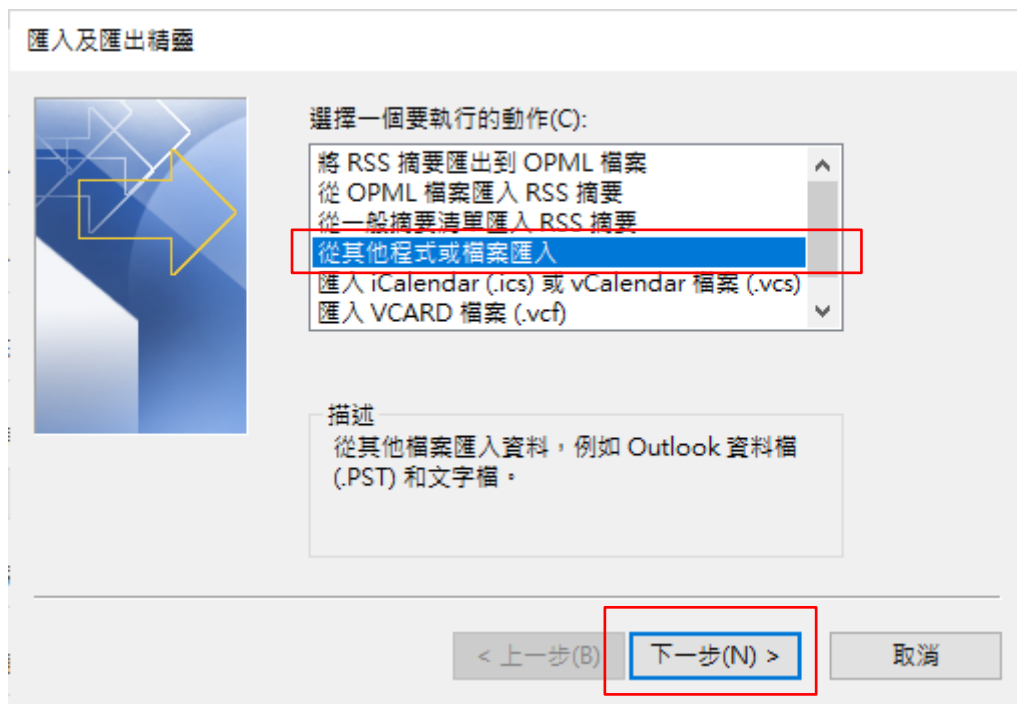 匯入及匯出精靈
選擇一個要執行的動作(C):
將 RSS 摘要匯出到 OPML 檔案
從 OPML 檔案匯入 RSS 摘要
從一般摘要清單匯入 RSS 摘要
從其他程式或檔案匯入
匯入 iCalendar (.ics) 或 vCalendar 檔案 (.vcs)
匯入 VCARD 檔案 (.vcf)
描述
從其他檔案匯入資料，例如 Outlook 資料檔
(.PST) 和文字檔。
< 上一步(B) 下一步(N) > 取消